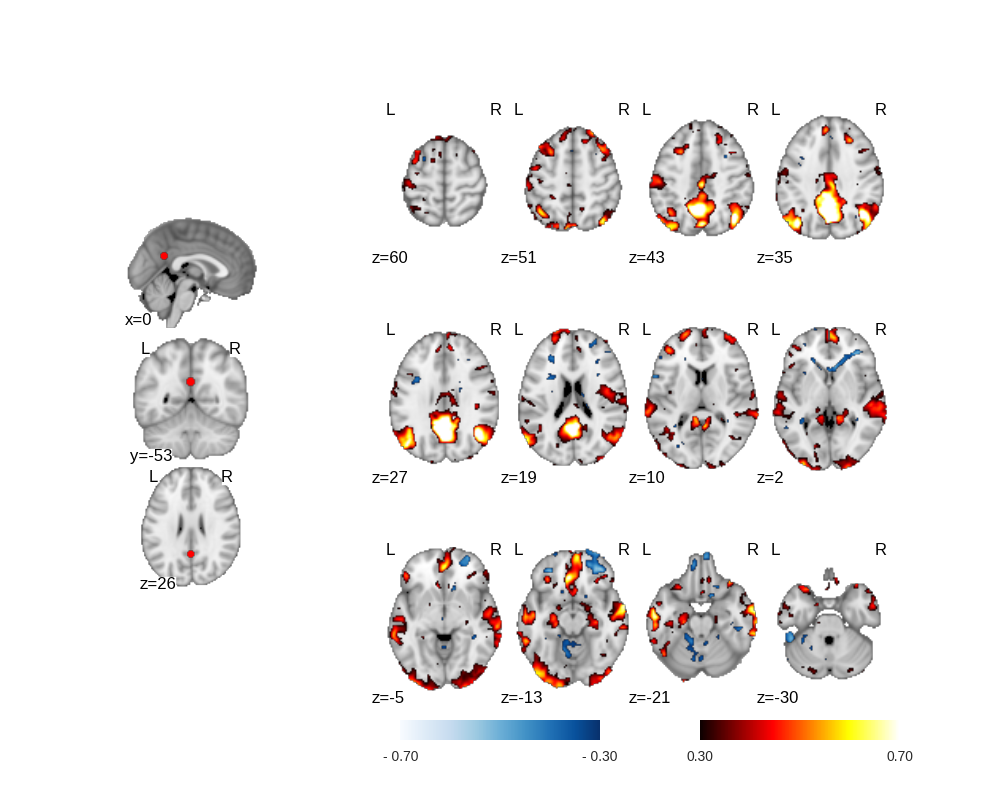 L R L R L R L R
z=60 z=51 z=43 z=35
x=0
L R L R L R L R
L R
z=27 z=19 z=10 z=2
y=-53
L R
L R L R L R L R
z=26
z=-5 z=-13 z=-21 z=-30
- 0.70 - 0.30 0.30 0.70